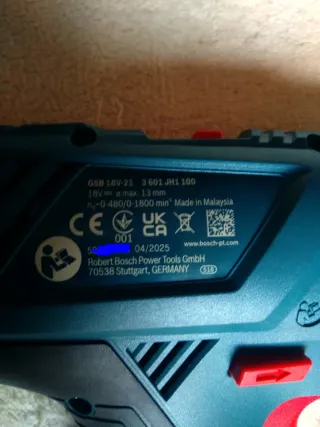 GSB 18V-21 3 601 JH1 100
18V⎓ ⌀ max. 13 mm
n₀-0-480/0-1800 min⁻¹ Made in Malaysia
CE UK CA
001
04/2025 www.bosch-pt.com
Robert Bosch Power Tools GmbH
70538 Stuttgart, GERMANY